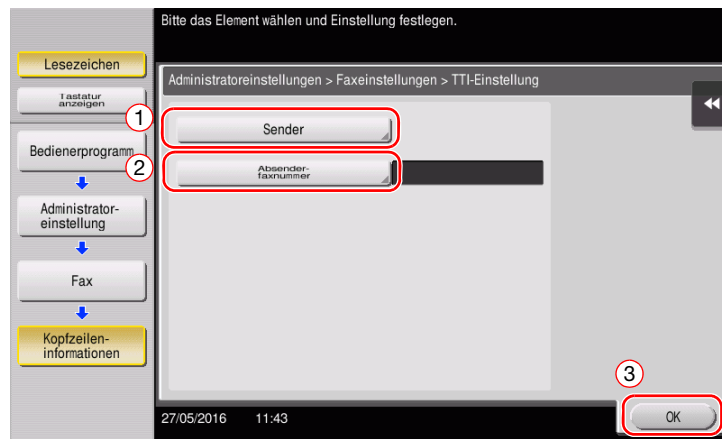 Bitte das Element wählen und Einstellung festlegen.
Lesezeichen
Tastatur
anzeigen
Bedienerprogramm
Administrator-
einstellung
Fax
Kopfzeilen-
informationen
Administratoreinstellungen > Faxeinstellungen > TTI-Einstellung
1
Sender
2
Absender-
faxnummer
3
27/05/2016 11:43
OK